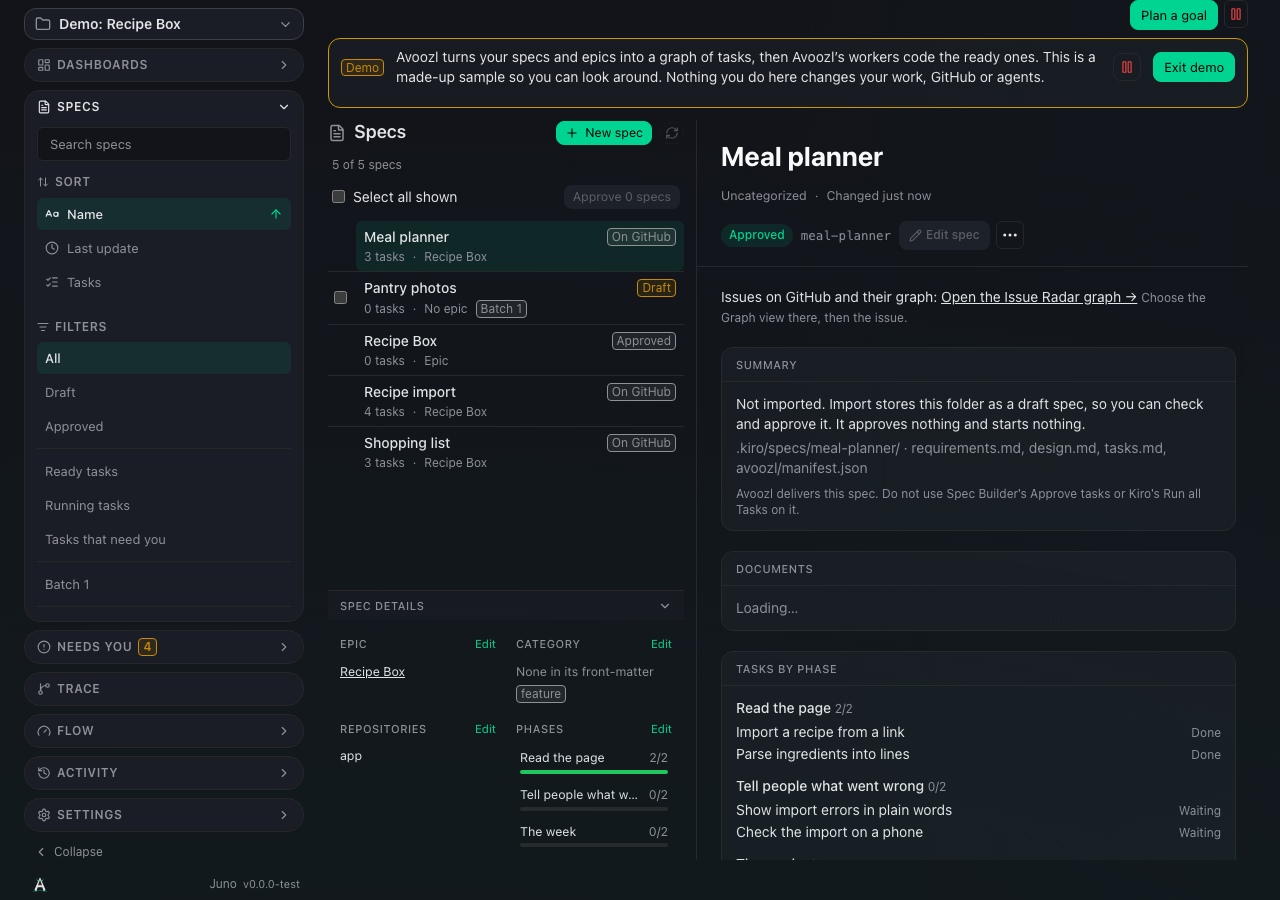 Demo: Recipe Box
DASHBOARDS
SPECS
Search specs
SORT
Aa Name
Last update
Tasks
FILTERS
All
Draft
Approved
Ready tasks
Running tasks
Tasks that need you
Batch 1
NEEDS YOU 4
TRACE
FLOW
ACTIVITY
SETTINGS
Collapse
Juno v0.0.0-test
Plan a goal
Demo
Avoozl turns your specs and epics into a graph of tasks, then Avoozl's workers code the ready ones. This is a
made-up sample so you can look around. Nothing you do here changes your work, GitHub or agents.
Exit demo
Specs
New spec
5 of 5 specs
Select all shown
Approve 0 specs
Meal planner On GitHub
3 tasks · Recipe Box
Pantry photos Draft
0 tasks · No epic Batch 1
Recipe Box Approved
0 tasks · Epic
Recipe import On GitHub
4 tasks · Recipe Box
Shopping list On GitHub
3 tasks · Recipe Box
SPEC DETAILS
EPIC Edit
Recipe Box
CATEGORY Edit
None in its front-matter
feature
REPOSITORIES Edit
app
PHASES Edit
Read the page 2/2
Tell people what w... 0/2
The week 0/2
Meal planner
Uncategorized · Changed just now
Approved meal-planner Edit spec
Issues on GitHub and their graph: Open the Issue Radar graph → Choose the
Graph view there, then the issue.
SUMMARY
Not imported. Import stores this folder as a draft spec, so you can check
and approve it. It approves nothing and starts nothing.
.kiro/specs/meal-planner/ · requirements.md, design.md, tasks.md,
avoozl/manifest.json
Avoozl delivers this spec. Do not use Spec Builder's Approve tasks or Kiro's Run all
Tasks on it.
DOCUMENTS
Loading...
TASKS BY PHASE
Read the page 2/2
Import a recipe from a link Done
Parse ingredients into lines Done
Tell people what went wrong 0/2
Show import errors in plain words Waiting
Check the import on a phone Waiting